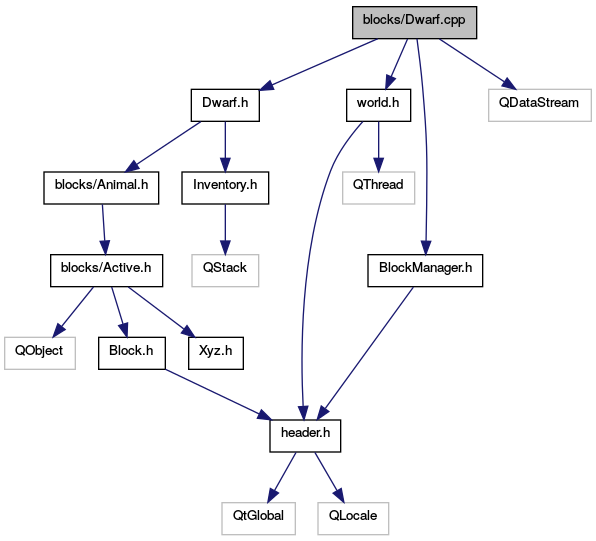 blocks/Dwarf.cpp
Dwarf.h
world.h
QDataStream
blocks/Animal.h
Inventory.h
QThread
blocks/Active.h
QStack
BlockManager.h
QObject
Block.h
Xyz.h
header.h
QtGlobal
QLocale